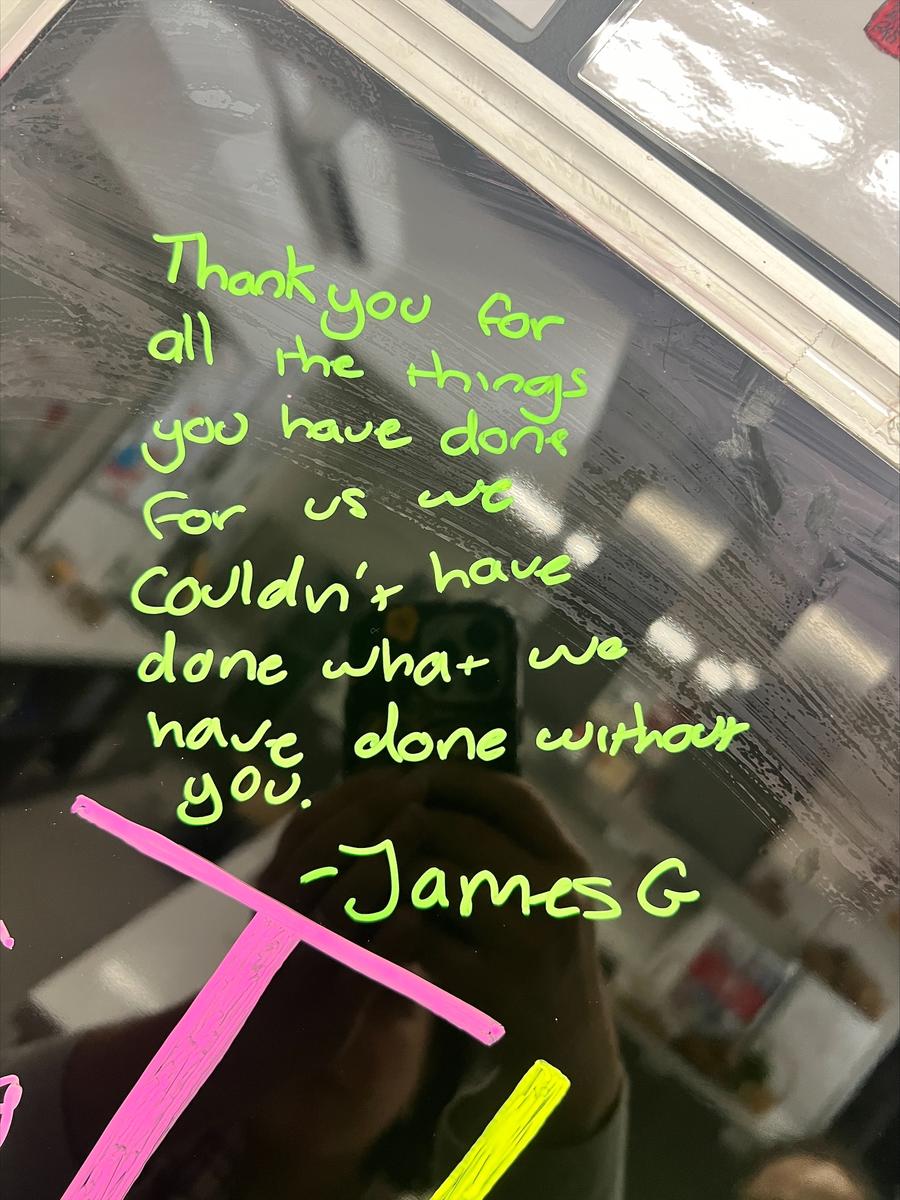 Thank you for
all the things
you have done
for us we
Couldn't have
done what we
have done without
you.
-James G